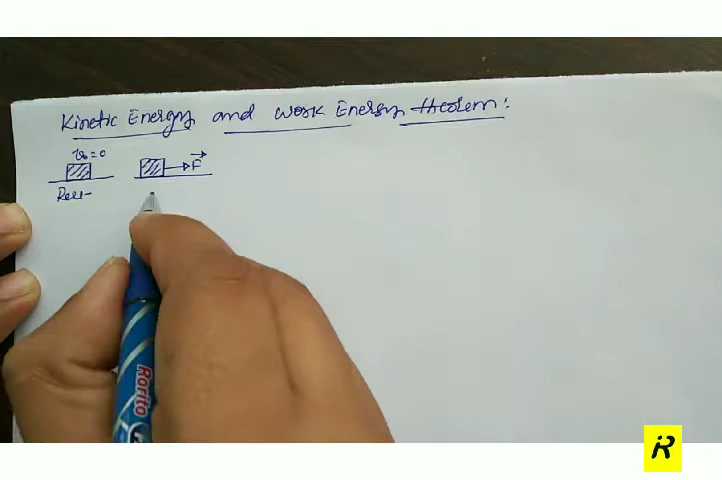 Kinetic Energy and work Energy theorem:
v₀ = 0
F
Rest
Rorito
R